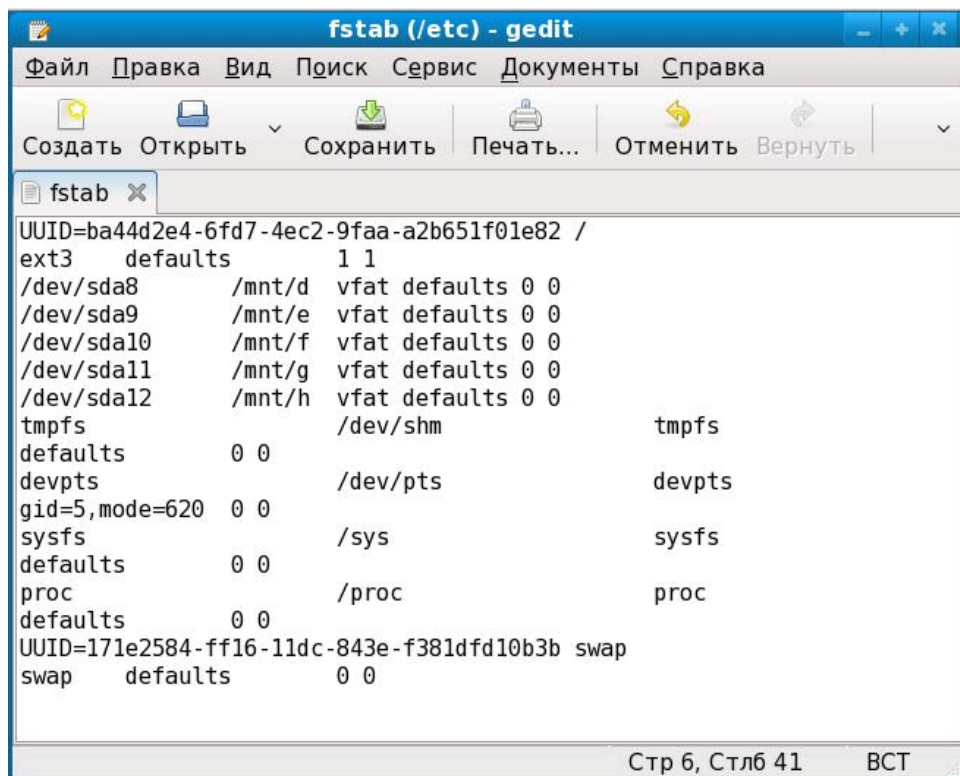 fstab (/etc) - gedit
Файл Правка Вид Поиск Сервис Документы Справка
Создать Открыть Сохранить Печать... Отменить Вернуть
fstab
UUID=ba44d2e4-6fd7-4ec2-9faa-a2b651f01e82 /
ext3 defaults 1 1
/dev/sda8 /mnt/d vfat defaults 0 0
/dev/sda9 /mnt/e vfat defaults 0 0
/dev/sda10 /mnt/f vfat defaults 0 0
/dev/sda11 /mnt/g vfat defaults 0 0
/dev/sda12 /mnt/h vfat defaults 0 0
tmpfs /dev/shm tmpfs
defaults 0 0
devpts /dev/pts devpts
gid=5,mode=620 0 0
sysfs /sys sysfs
defaults 0 0
proc /proc proc
defaults 0 0
UUID=171e2584-ff16-11dc-843e-f381dfd10b3b swap
swap defaults 0 0
Стр 6, Стлб 41 ВСТ